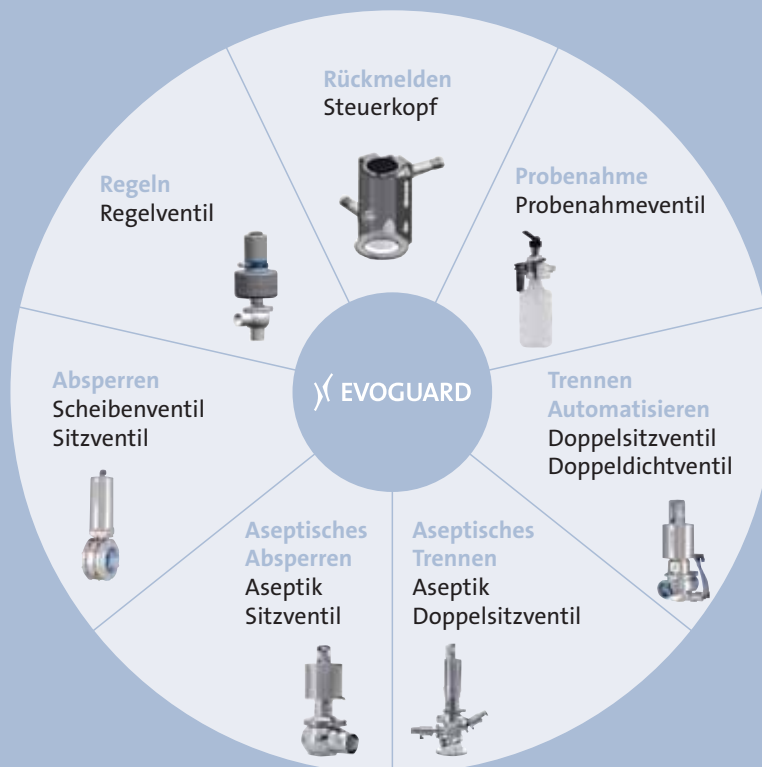 Rückmelden
Steuerkopf
Regeln
Regelventil
Probenahme
Probenahmeventil
Absperren
Scheibenventil
Sitzventil
EVOGUARD
Trennen
Automatisieren
Doppelsitzventil
Doppeldichtventil
Aseptisches
Absperren
Aseptik
Sitzventil
Aseptisches
Trennen
Aseptik
Doppelsitzventil